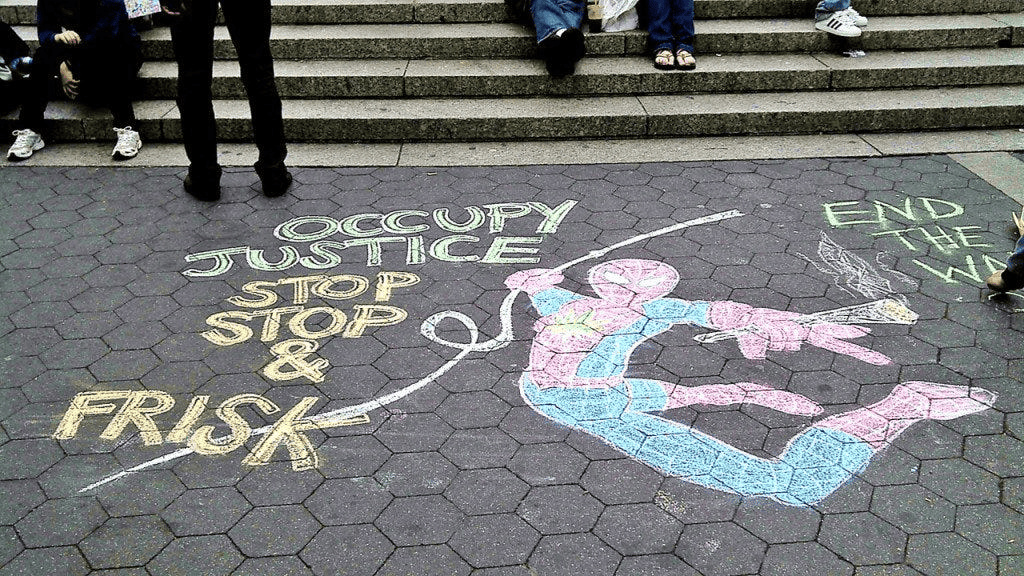 OCCUPY
JUSTICE
STOP
STOP
&
FRISK
END
THE